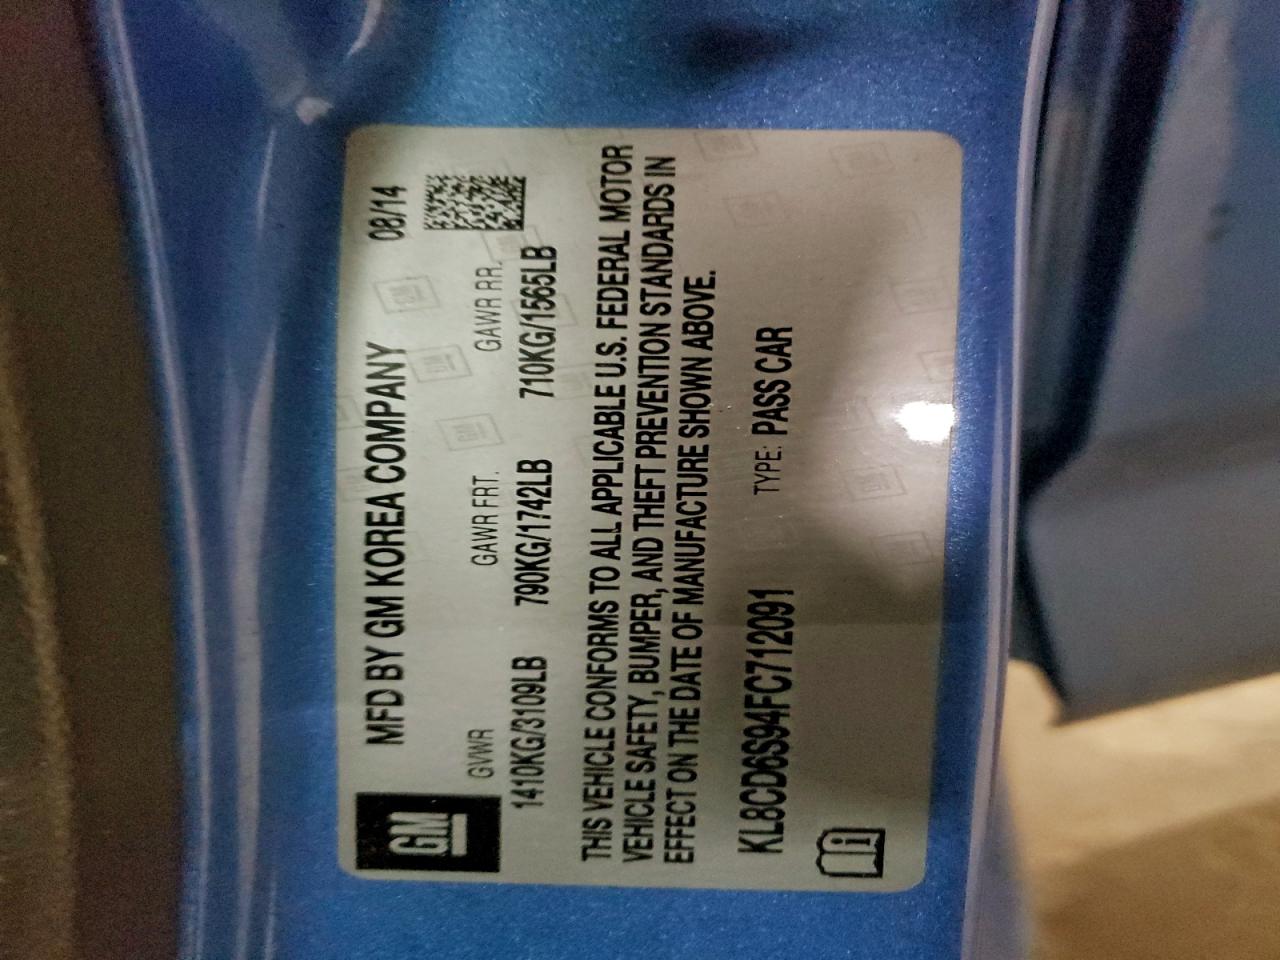 GM
MFD BY GM KOREA COMPANY 08/14
GVWR GAWR FRT. GAWR RR.
1410KG/3109LB 790KG/1742LB 710KG/1565LB
THIS VEHICLE CONFORMS TO ALL APPLICABLE U.S. FEDERAL MOTOR
VEHICLE SAFETY, BUMPER, AND THEFT PREVENTION STANDARDS IN
EFFECT ON THE DATE OF MANUFACTURE SHOWN ABOVE.
KL8CD6S94FC712091 TYPE: PASS CAR
i